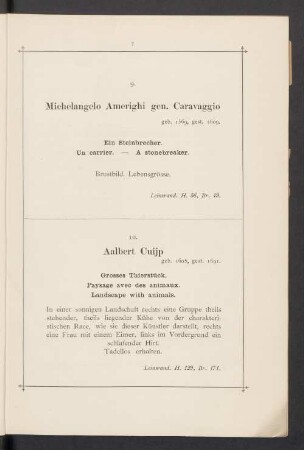 7
9.
Michelangelo Amerighi gen. Caravaggio
geb. 1569, gest. 1609.
Ein Steinbrecher.
Un carrier. — A stonebreaker.
Brustbild Lebensgrösse.
Leinwand. H. 56, Br. 49.
10.
Aalbert Cuijp
geb. 1605, gest. 1691.
Grosses Thierstück.
Paysage avec des animaux.
Landscape with animals.
In einer sonnigen Landschaft rechts eine Gruppe theils
stehender, theils liegender Kühe von der charakteri-
stischen Race, wie sie dieser Künstler darstellt; rechts
eine Frau mit einem Eimer, links im Vordergrund ein
schlafender Hirt.
Tadellos erhalten.
Leinwand. H. 129, Br. 171.